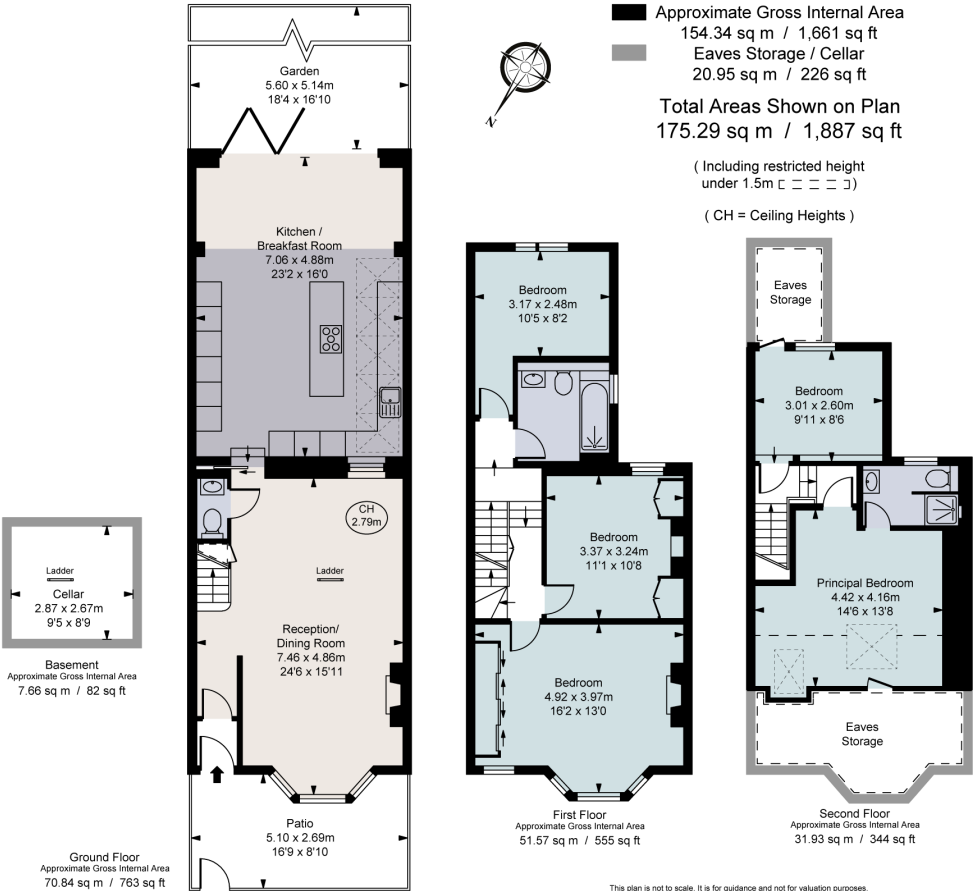 Approximate Gross Internal Area
154.34 sq m / 1,661 sq ft
Eaves Storage / Cellar
20.95 sq m / 226 sq ft
Total Areas Shown on Plan
175.29 sq m / 1,887 sq ft
( Including restricted height
under 1.5m )
( CH = Ceiling Heights )
N
Garden
5.60 x 5.14m
18'4 x 16'10
Kitchen /
Breakfast Room
7.06 x 4.88m
23'2 x 16'0
CH
2.79m
Ladder
Reception/
Dining Room
7.46 x 4.86m
24'6 x 15'11
Patio
5.10 x 2.69m
16'9 x 8'10
Ground Floor
Approximate Gross Internal Area
70.84 sq m / 763 sq ft
Ladder
Cellar
2.87 x 2.67m
9'5 x 8'9
Basement
Approximate Gross Internal Area
7.66 sq m / 82 sq ft
Bedroom
3.17 x 2.48m
10'5 x 8'2
Bedroom
3.37 x 3.24m
11'1 x 10'8
Bedroom
4.92 x 3.97m
16'2 x 13'0
First Floor
Approximate Gross Internal Area
51.57 sq m / 555 sq ft
Eaves
Storage
Bedroom
3.01 x 2.60m
9'11 x 8'6
Principal Bedroom
4.42 x 4.16m
14'6 x 13'8
Eaves
Storage
Second Floor
Approximate Gross Internal Area
31.93 sq m / 344 sq ft
This plan is not to scale. It is for guidance and not for valuation purposes.